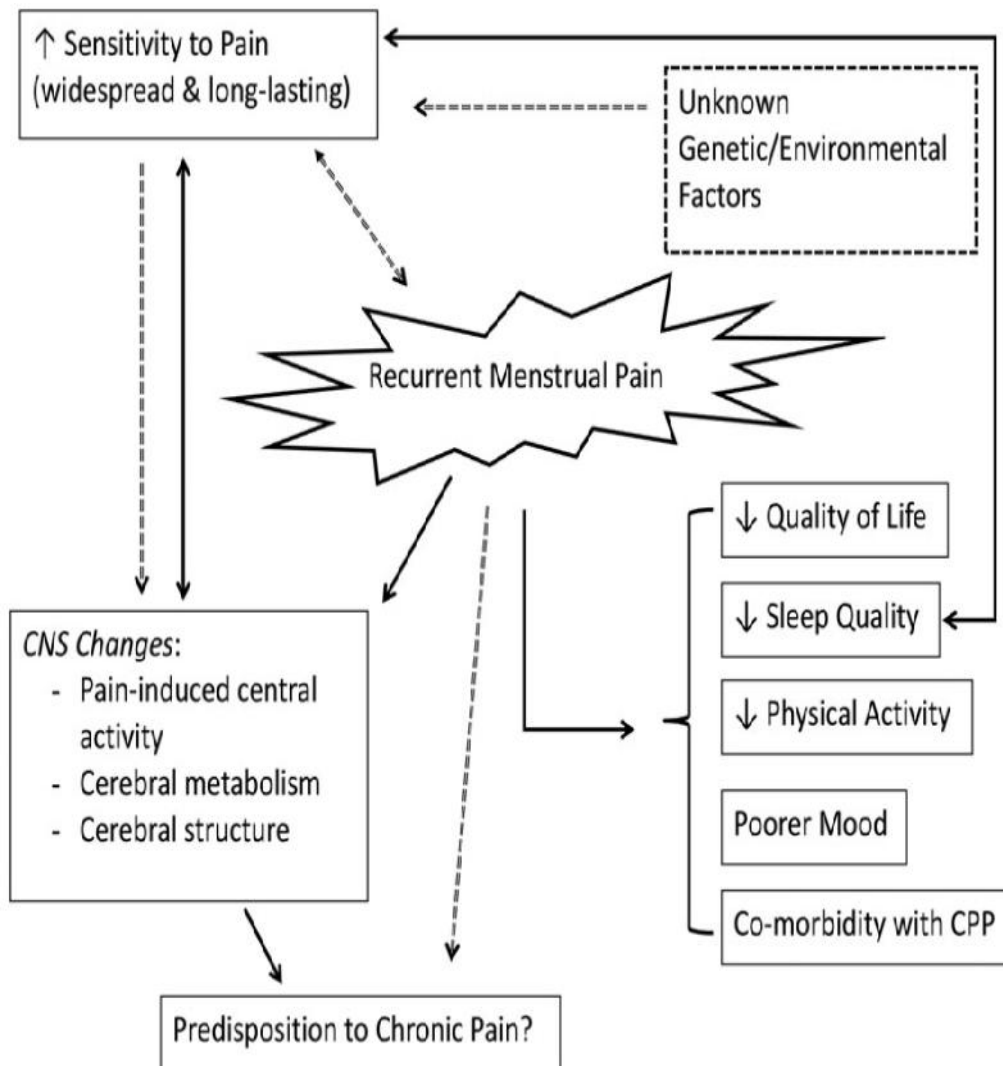 ↑ Sensitivity to Pain
(widespread & long-lasting)
Unknown
Genetic/Environmental
Factors
Recurrent Menstrual Pain
↓ Quality of Life
↓ Sleep Quality
↓ Physical Activity
Poorer Mood
Co-morbidity with CPP
CNS Changes:
- Pain-induced central
activity
- Cerebral metabolism
- Cerebral structure
Predisposition to Chronic Pain?